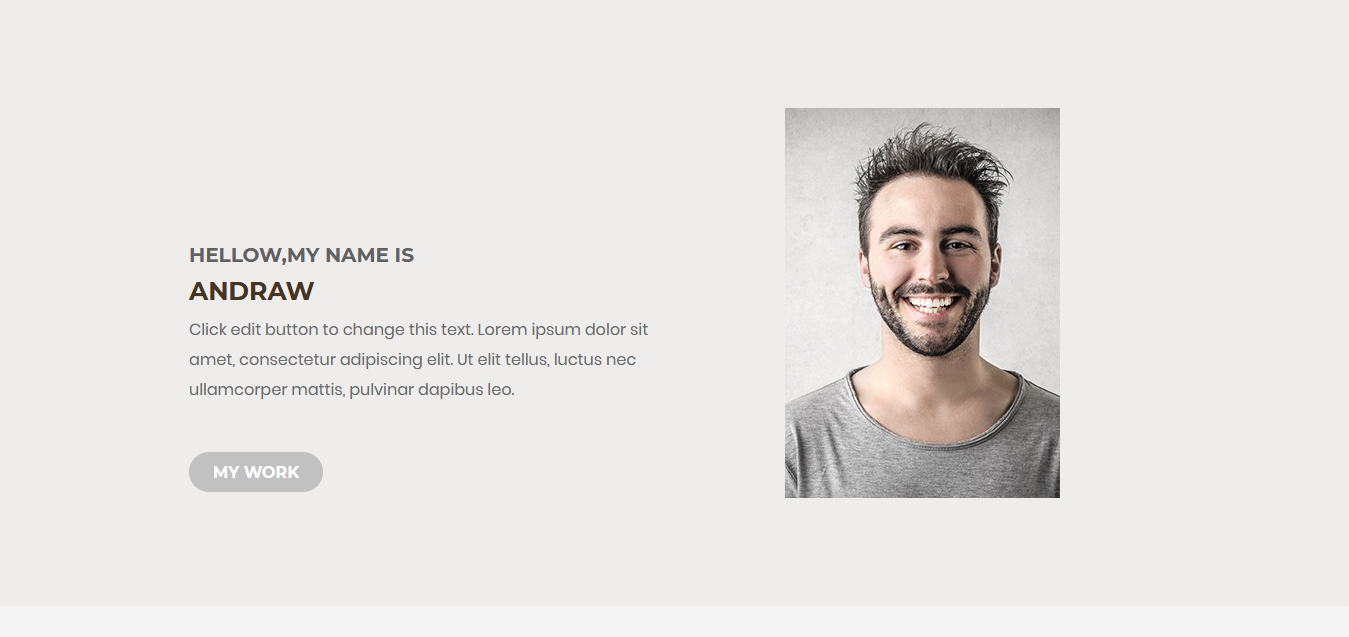 HELLOW,MY NAME IS
ANDRAW
Click edit button to change this text. Lorem ipsum dolor sit
amet, consectetur adipiscing elit. Ut elit tellus, luctus nec
ullamcorper mattis, pulvinar dapibus leo.
MY WORK